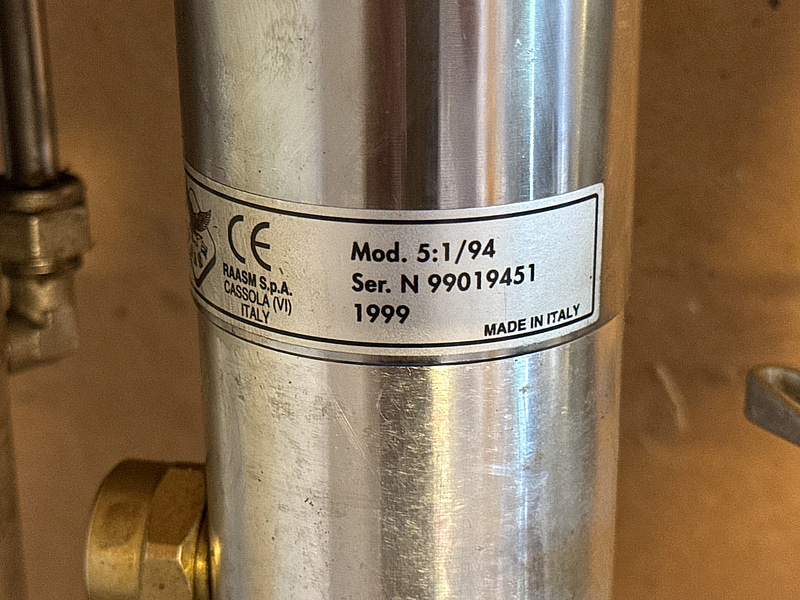 CE
RAASM S.p.A.
CASSOLA (VI)
ITALY
Mod. 5:1/94
Ser. N 99019451
1999
MADE IN ITALY